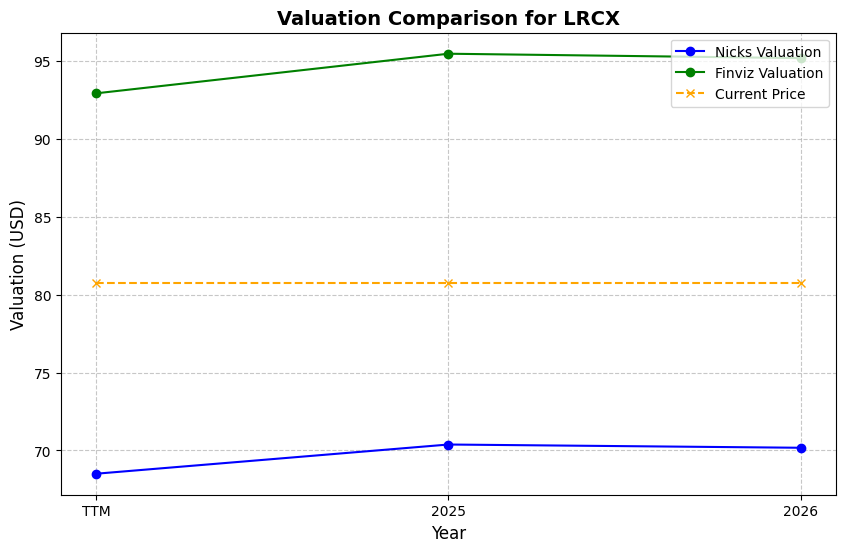 Valuation Comparison for LRCX
Nicks Valuation
Finviz Valuation
Current Price
Valuation (USD)
95
90
85
80
75
70
TTM
2025
2026
Year